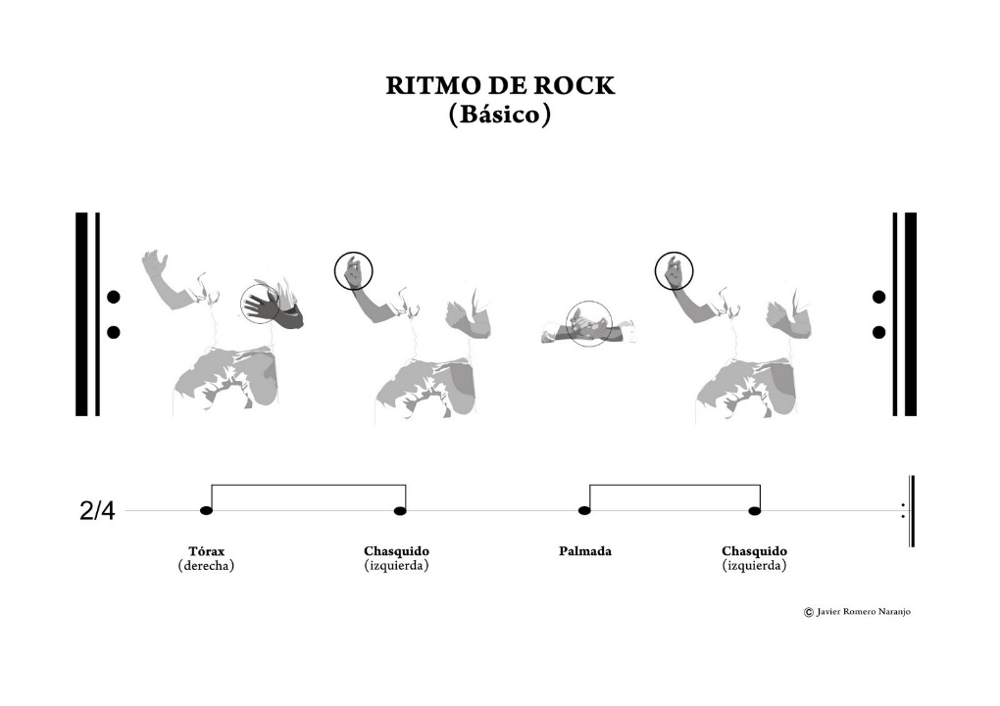 RITMO DE ROCK
(Básico)
2/4
Tórax
(derecha)
Chasquido
(izquierda)
Palmada
Chasquido
(izquierda)
© Javier Romero Naranjo